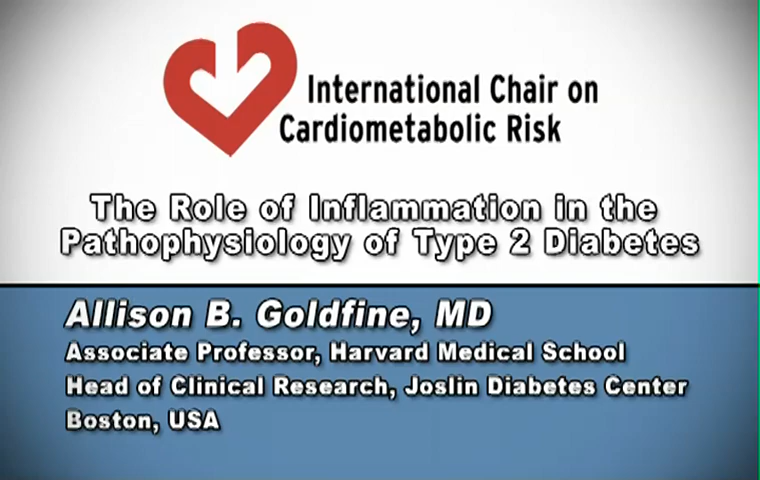 International Chair on
Cardiometabolic Risk
The Role of Inflammation in the
Pathophysiology of Type 2 Diabetes
Allison B. Goldfine, MD
Associate Professor, Harvard Medical School
Head of Clinical Research, Joslin Diabetes Center
Boston, USA